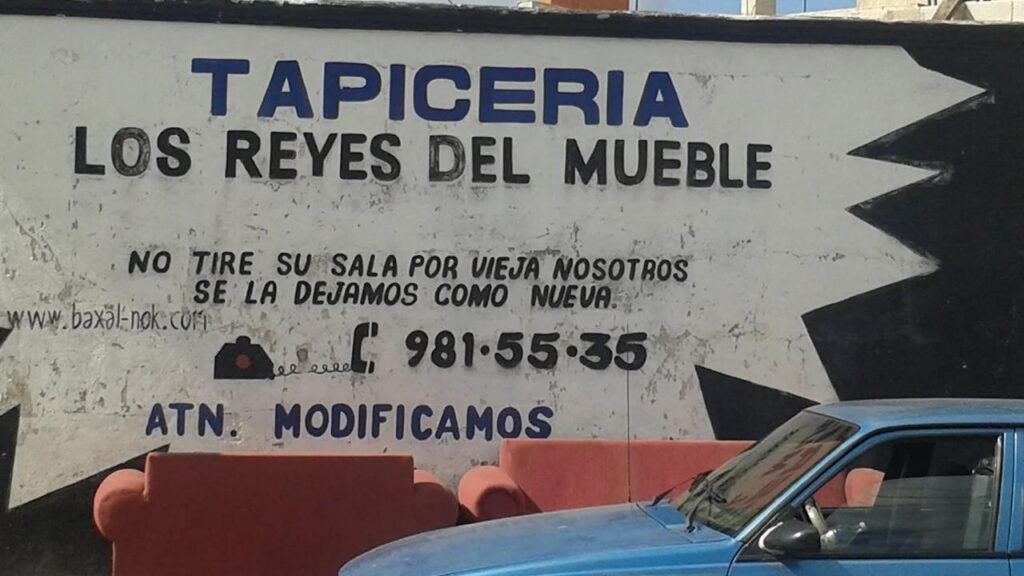 TAPICERIA
LOS REYES DEL MUEBLE
NO TIRE SU SALA POR VIEJA NOSOTROS
SE LA DEJAMOS COMO NUEVA.
www.baxal-nok.com
981·55·35
ATN. MODIFICAMOS